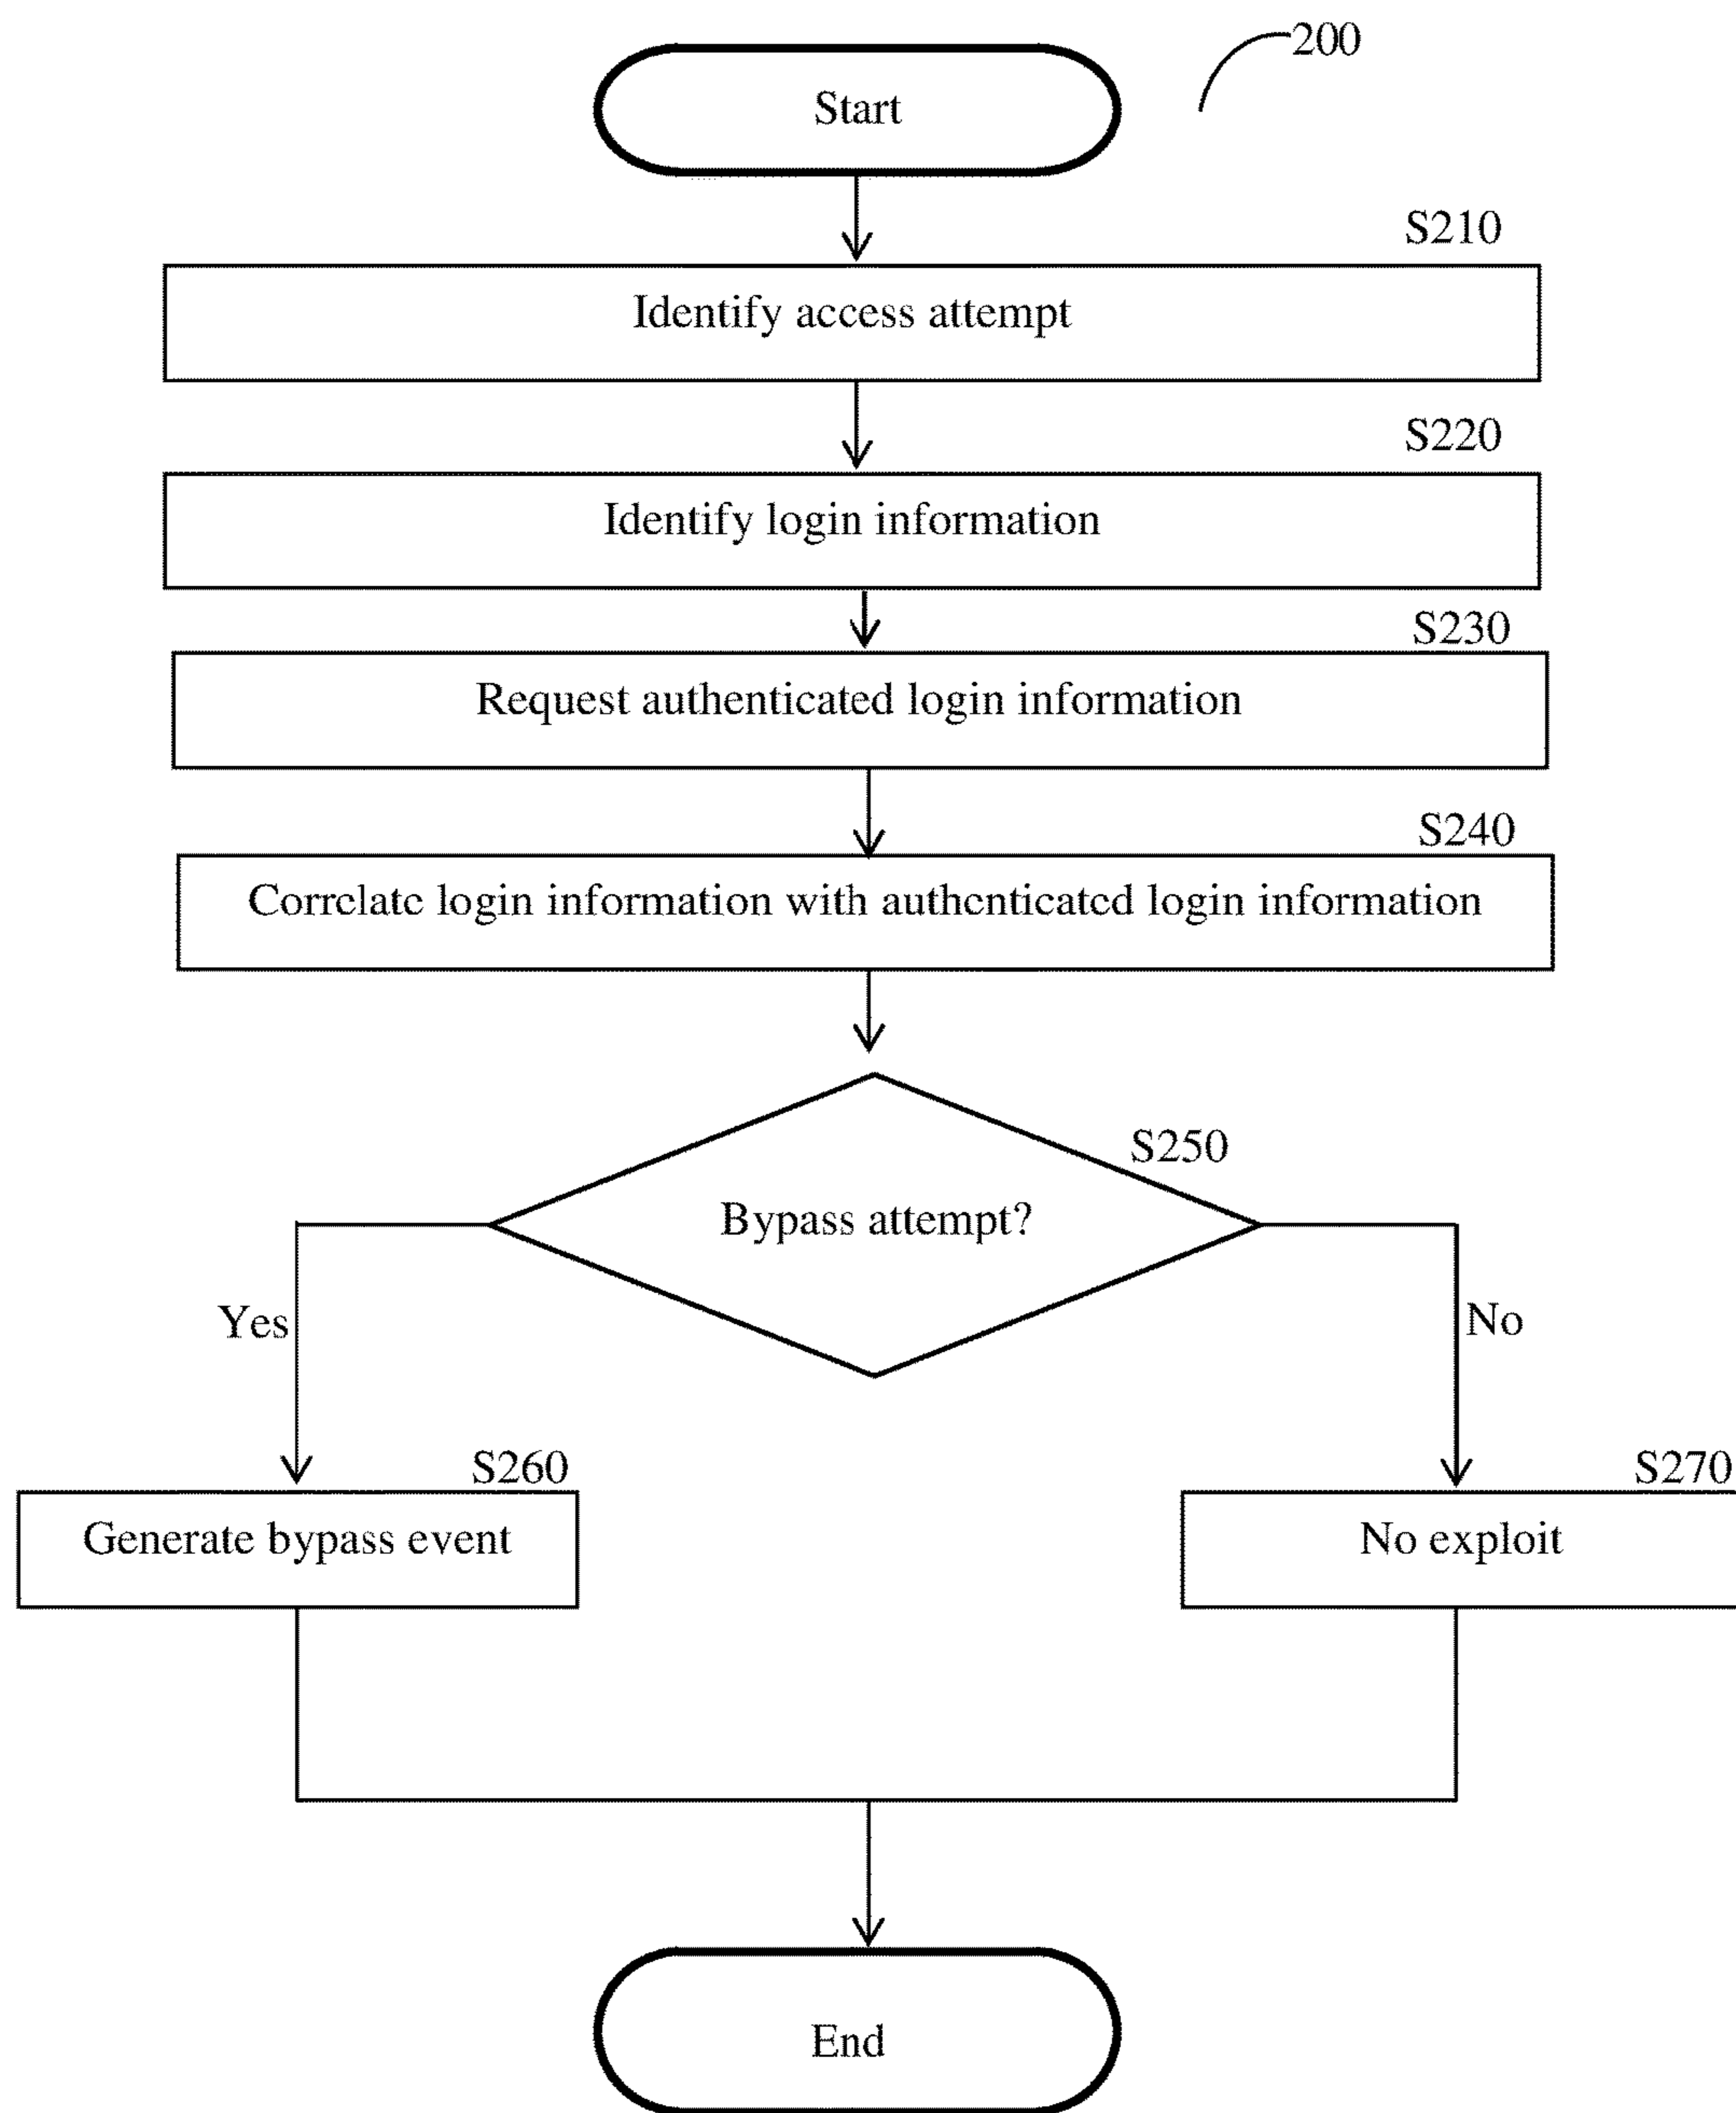 200
Start
S210
Identify access attempt
S220
Identify login information
S230
Request authenticated login information
S240
Correlate login information with authenticated login information
S250
Bypass attempt?
Yes
No
S260
S270
Generate bypass event
No exploit
End